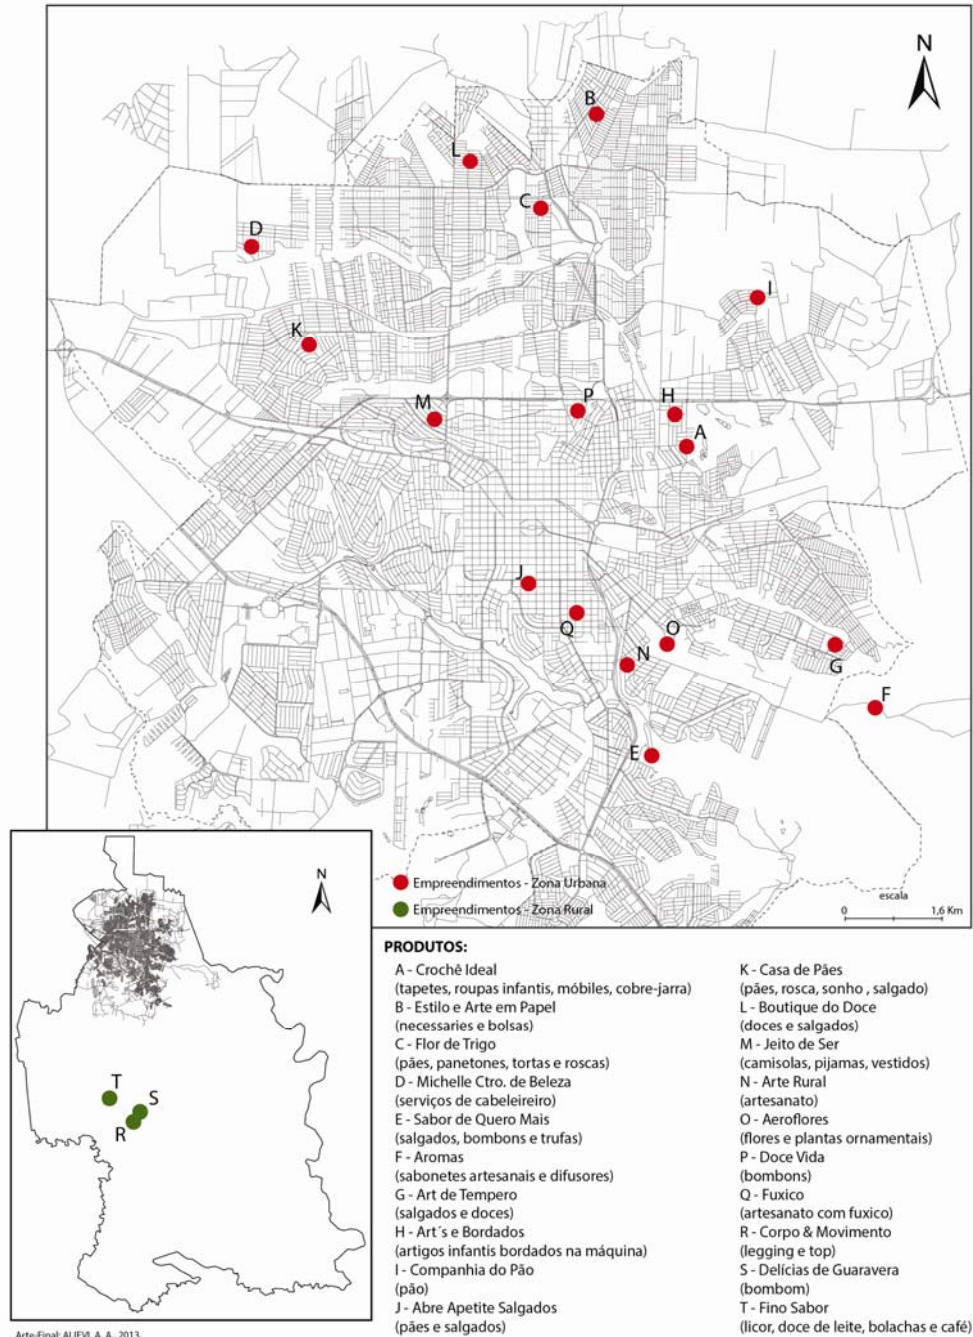 N
B
L
C
D
I
K
M
P
H
A
J
Q
O
N
G
F
E
Empreendimentos - Zona Urbana
Empreendimentos - Zona Rural
escala
0 1,6 Km
N
T
S
R
PRODUTOS:
A - Crochê Ideal
(tapetes, roupas infantis, móbiles, cobre-jarra)
B - Estilo e Arte em Papel
(necessaries e bolsas)
C - Flor de Trigo
(pães, panetones, tortas e roscas)
D - Michelle Ctro. de Beleza
(serviços de cabeleireiro)
E - Sabor de Quero Mais
(salgados, bombons e trufas)
F - Aromas
(sabonetes artesanais e difusores)
G - Art de Tempero
(salgados e doces)
H - Art´s e Bordados
(artigos infantis bordados na máquina)
I - Companhia do Pão
(pão)
J - Abre Apetite Salgados
(pães e salgados)
K - Casa de Pães
(pães, rosca, sonho , salgado)
L - Boutique do Doce
(doces e salgados)
M - Jeito de Ser
(camisolas, pijamas, vestidos)
N - Arte Rural
(artesanato)
O - Aeroflores
(flores e plantas ornamentais)
P - Doce Vida
(bombons)
Q - Fuxico
(artesanato com fuxico)
R - Corpo & Movimento
(legging e top)
S - Delícias de Guaravera
(bombom)
T - Fino Sabor
(licor, doce de leite, bolachas e café)
Arte-Final: ALIEVI, A. A., 2013